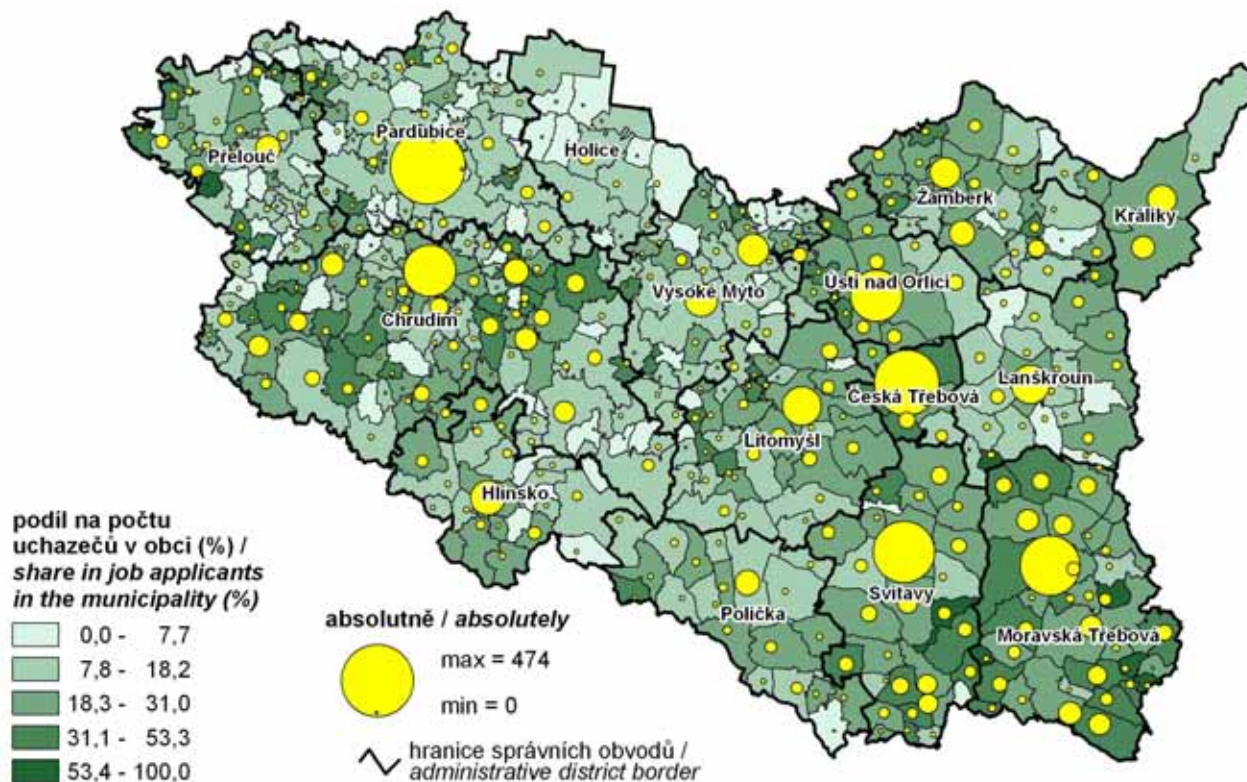 Pardubice
Přelouč
Holice
Žamberk
Králíky
Ústí nad Orlicí
Vysoké Mýto
Chrudim
Lanškroun
Česká Třebová
Litomyšl
Hlinsko
Svitavy
Polička
Moravská Třebová
podíl na počtu
uchazečů v obci (%) /
share in job applicants
in the municipality (%)
0,0 - 7,7
7,8 - 18,2
18,3 - 31,0
31,1 - 53,3
53,4 - 100,0
absolutně / absolutely
max = 474
min = 0
hranice správních obvodů /
administrative district border